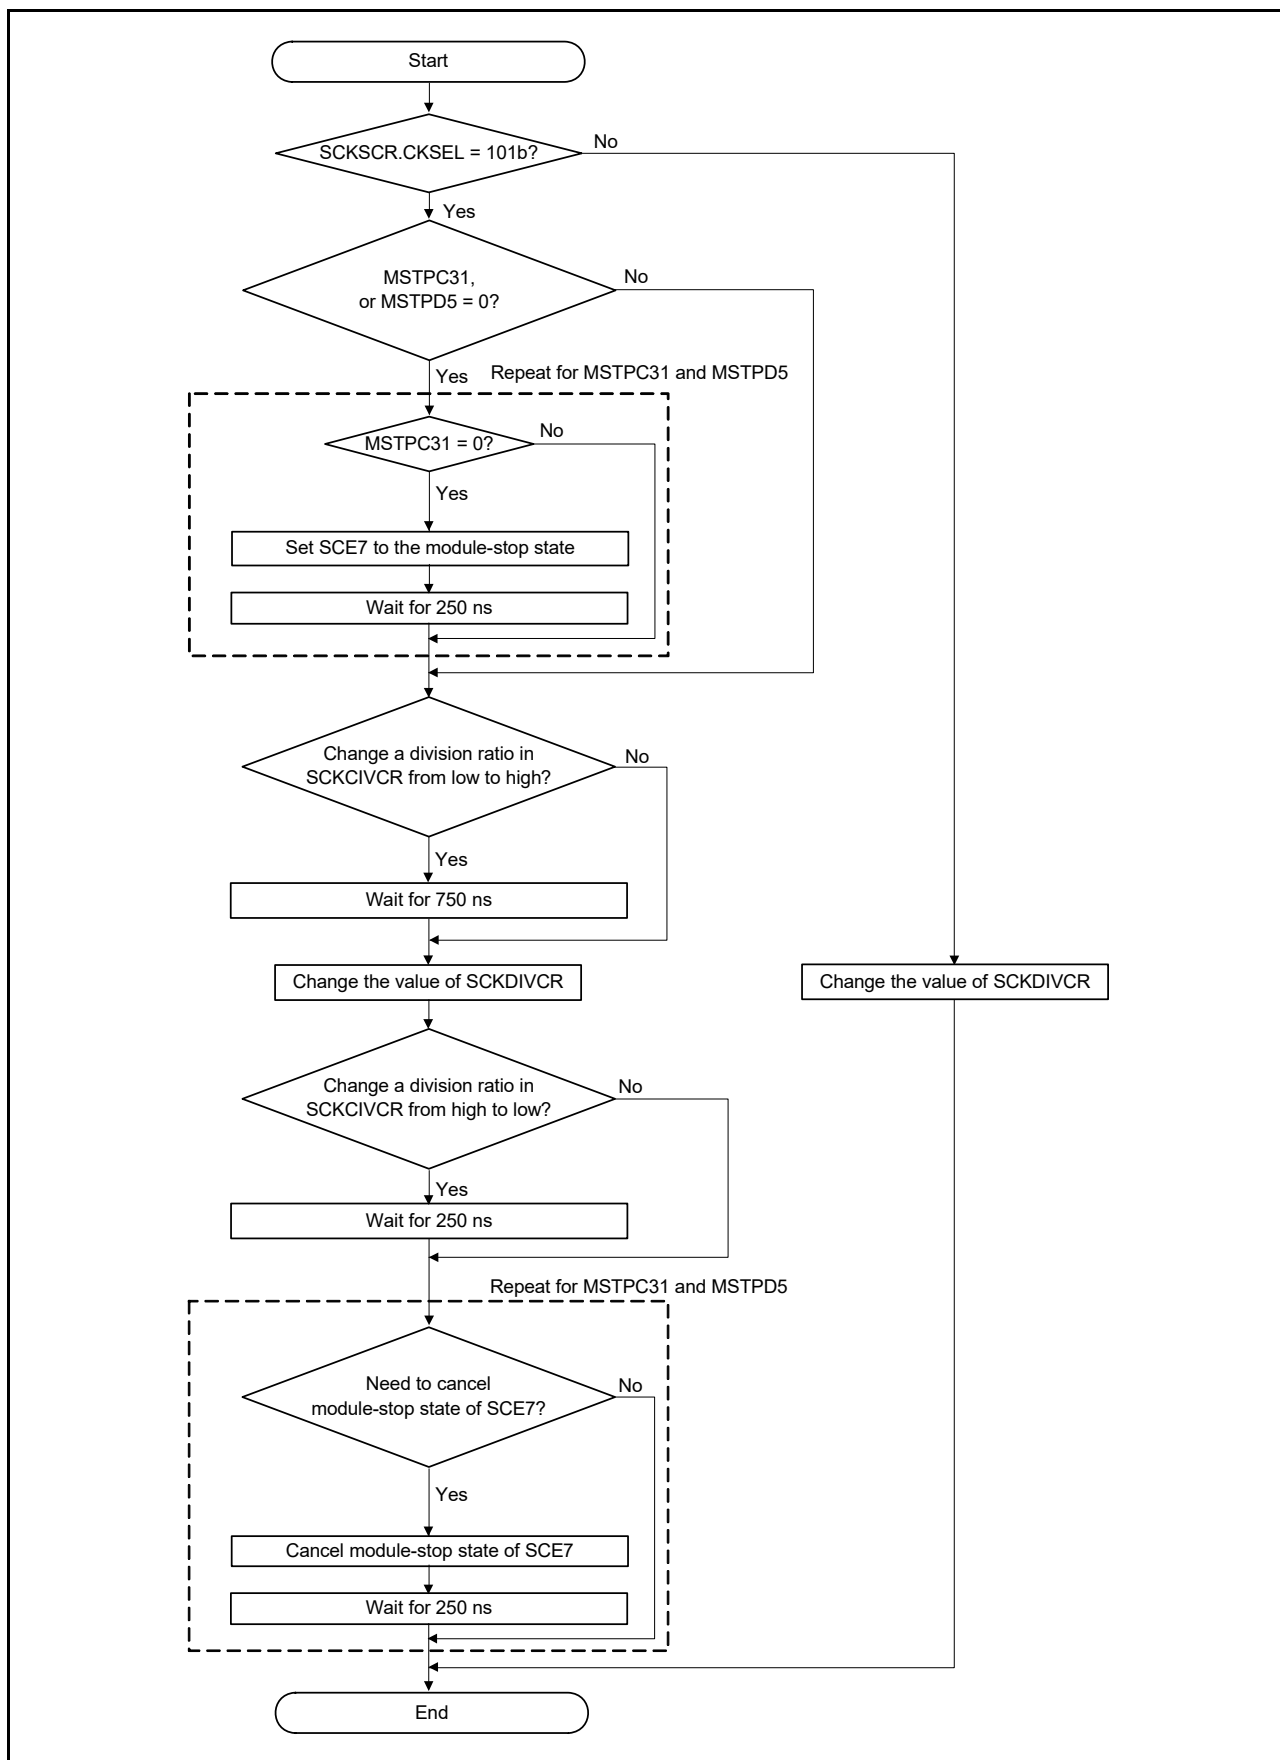 Start
SCKSCR.CKSEL = 101b?
No
Yes
MSTPC31,
or MSTPD5 = 0?
No
Yes
Repeat for MSTPC31 and MSTPD5
MSTPC31 = 0?
No
Yes
Set SCE7 to the module-stop state
Wait for 250 ns
Change a division ratio in
SCKCIVCR from low to high?
No
Yes
Wait for 750 ns
Change the value of SCKDIVCR
Change the value of SCKDIVCR
Change a division ratio in
SCKCIVCR from high to low?
No
Yes
Wait for 250 ns
Repeat for MSTPC31 and MSTPD5
Need to cancel
module-stop state of SCE7?
No
Yes
Cancel module-stop state of SCE7
Wait for 250 ns
End